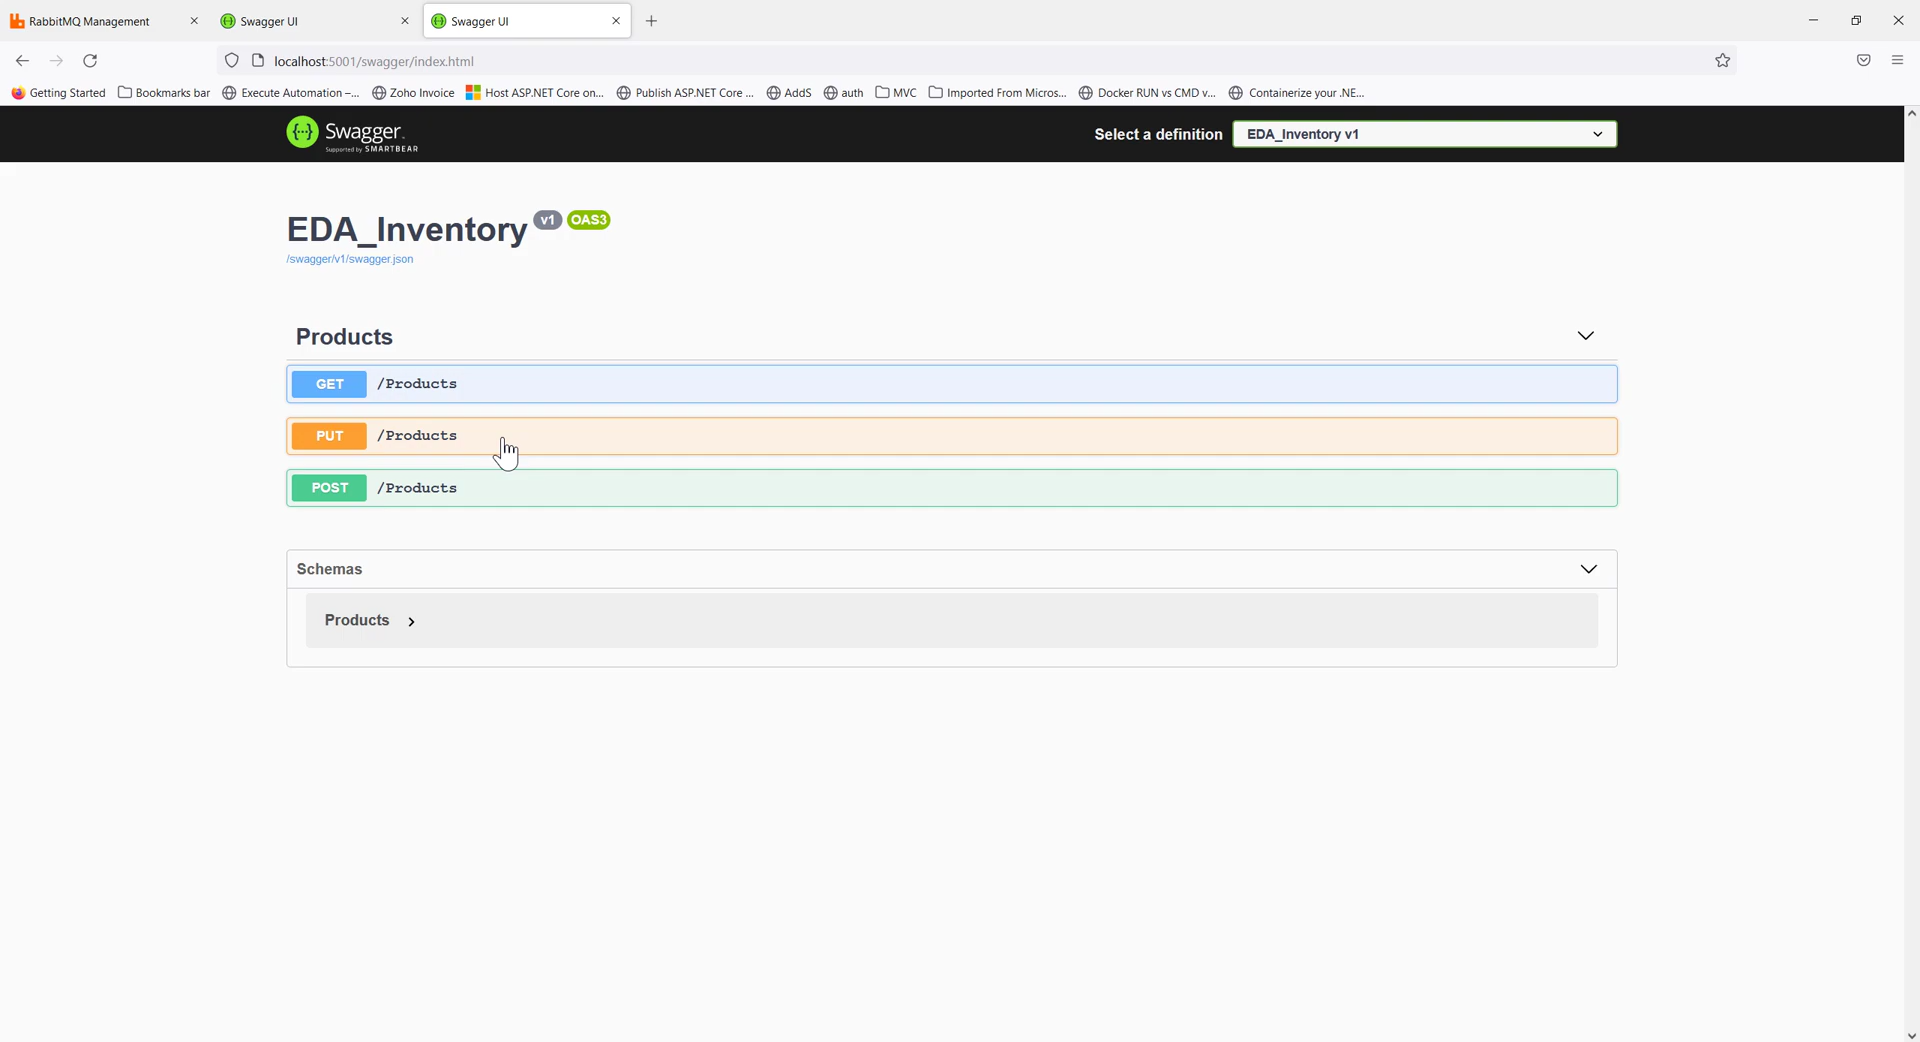 RabbitMQ Management
Swagger UI
Swagger UI
localhost:5001/swagger/index.html
Getting Started
Bookmarks bar
Execute Automation –...
Zoho Invoice
Host ASP.NET Core on...
Publish ASP.NET Core ...
AddS
auth
MVC
Imported From Micros...
Docker RUN vs CMD v...
Containerize your .NE...
Swagger.
Supported by SMARTBEAR
Select a definition
EDA_Inventory v1
EDA_Inventory v1 OAS3
/swagger/v1/swagger.json
Products
GET /Products
PUT /Products
POST /Products
Schemas
Products